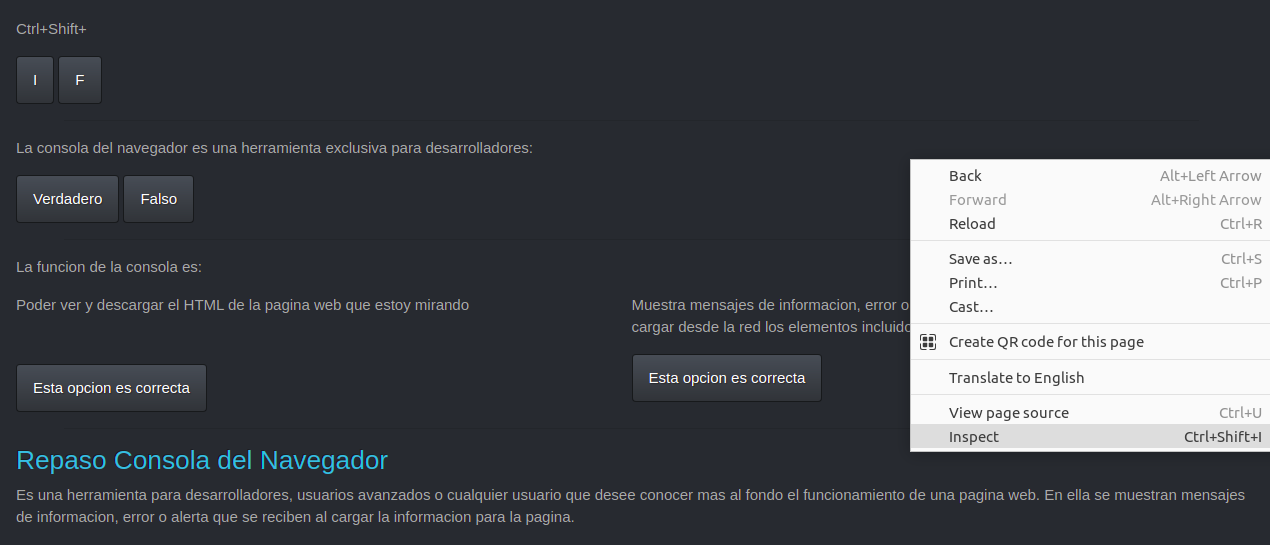 Ctrl+Shift+
I F
La consola del navegador es una herramienta exclusiva para desarrolladores:
Verdadero Falso
La funcion de la consola es:
Poder ver y descargar el HTML de la pagina web que estoy mirando
Muestra mensajes de informacion, error o
cargar desde la red los elementos incluido
Esta opcion es correcta
Esta opcion es correcta
Repaso Consola del Navegador
Es una herramienta para desarrolladores, usuarios avanzados o cualquier usuario que desee conocer mas al fondo el funcionamiento de una pagina web. En ella se muestran mensajes
de informacion, error o alerta que se reciben al cargar la informacion para la pagina.
Back Alt+Left Arrow
Forward Alt+Right Arrow
Reload Ctrl+R
Save as… Ctrl+S
Print… Ctrl+P
Cast…
Create QR code for this page
Translate to English
View page source Ctrl+U
Inspect Ctrl+Shift+I